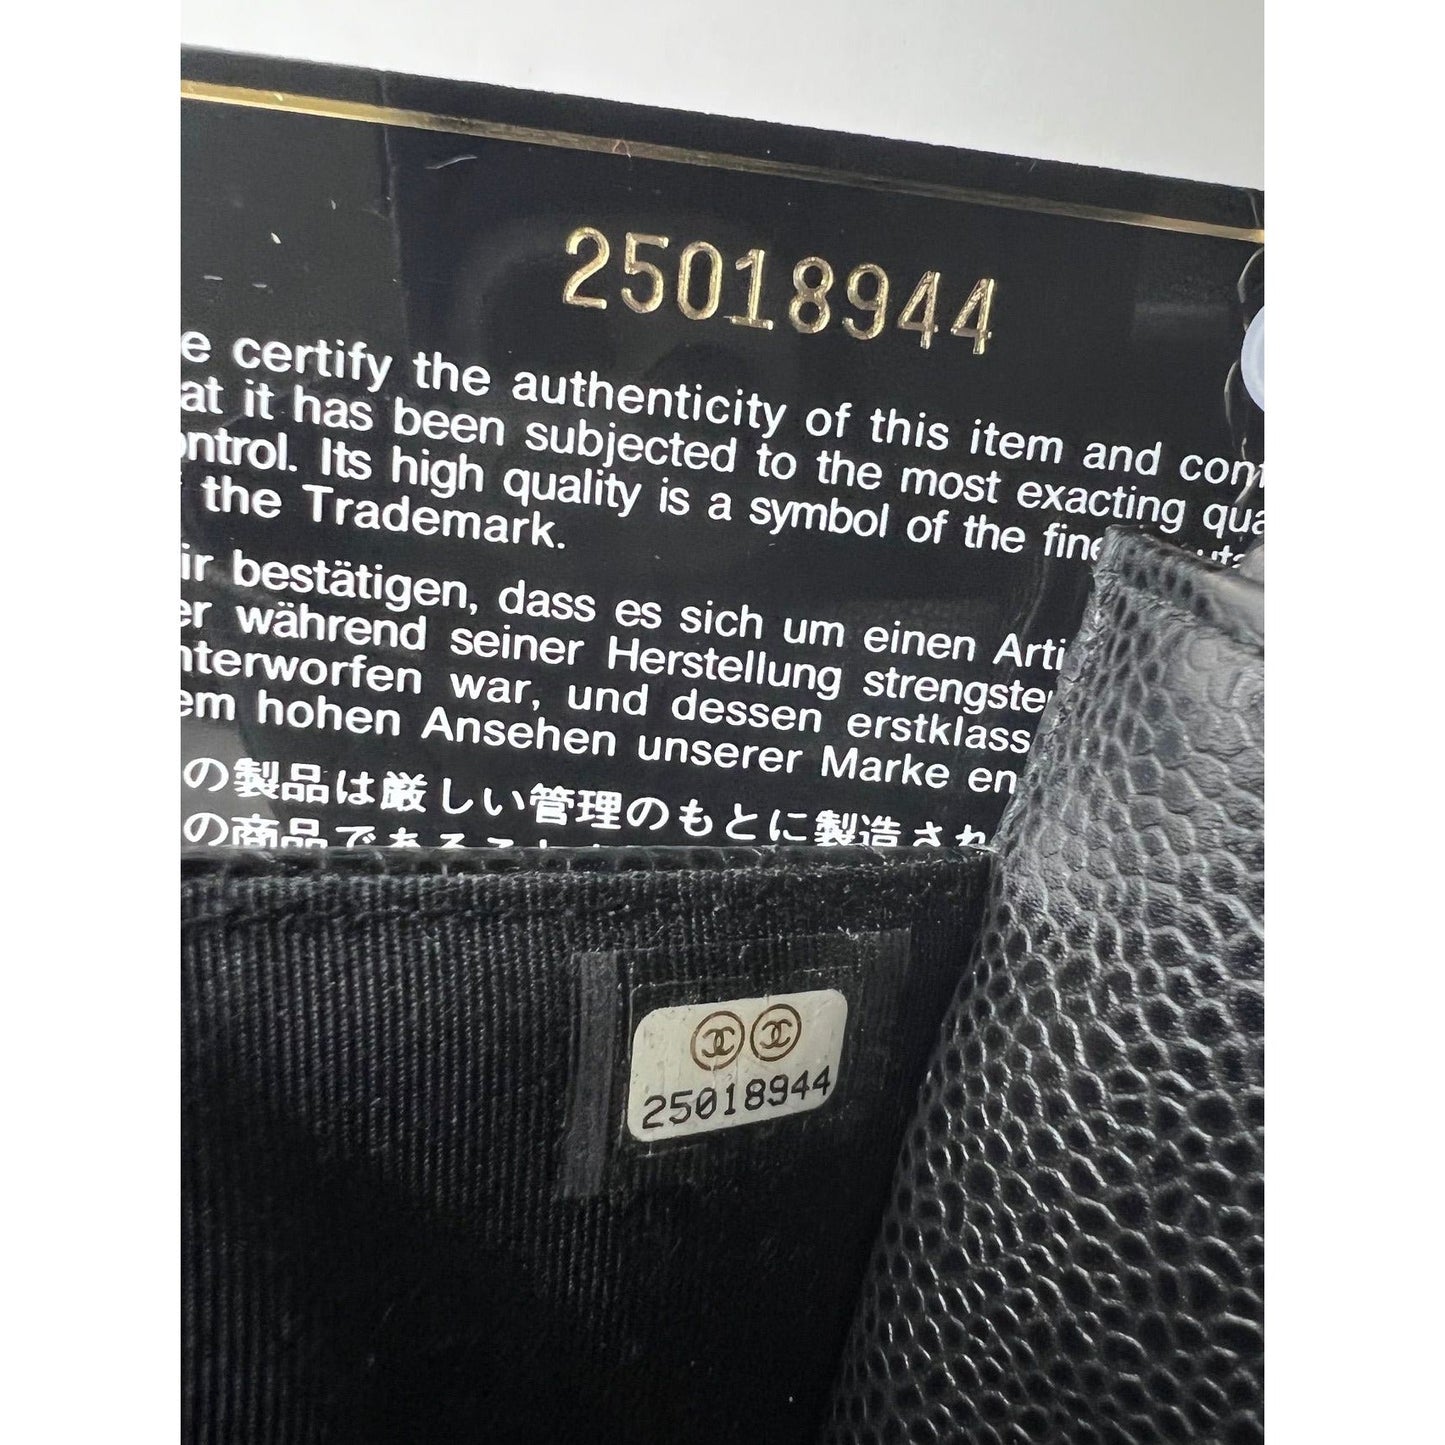 25018944
certify the authenticity of this item and
it has been subjected to the most exacting
Its high quality is a symbol of the
the Trademark.
bestätigen, dass es sich um einen
während seiner Herstellung
war, und dessen
hohen Ansehen unserer Marke en
の製品は厳しい管理のもとに製造され
の商品である
25018944